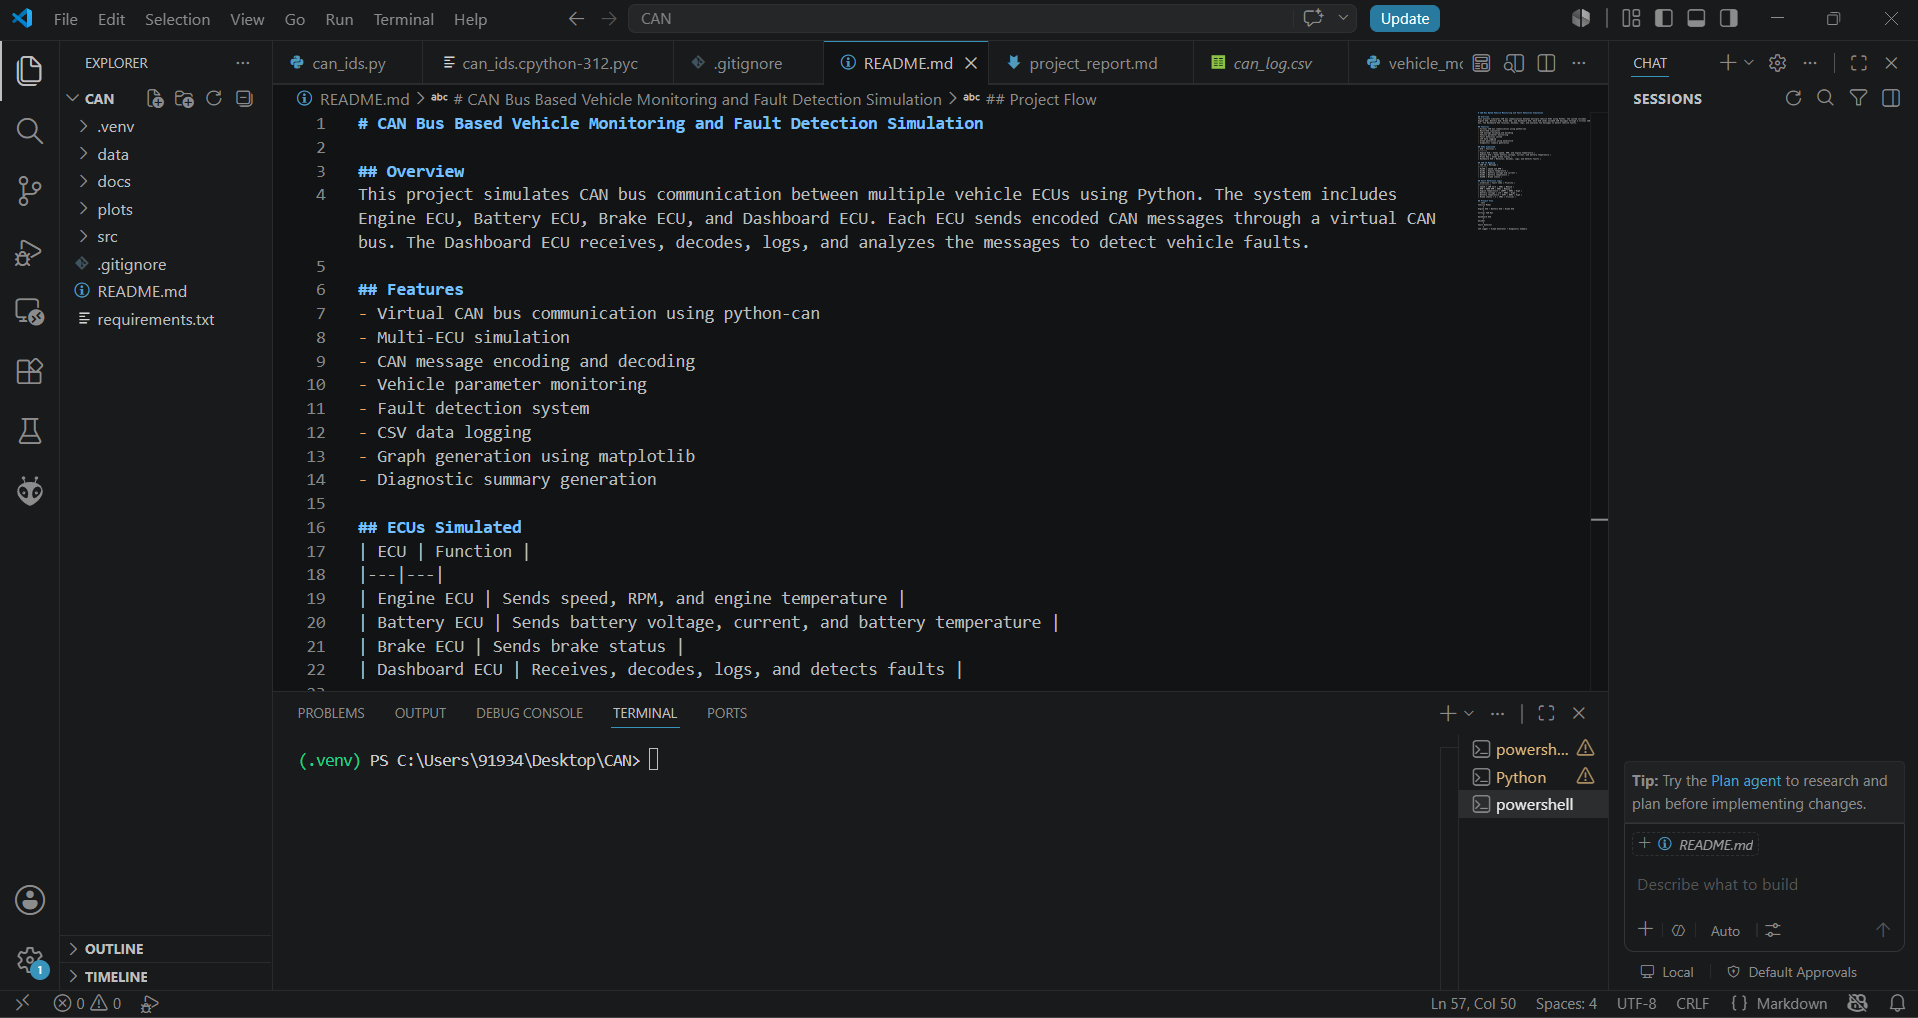 File Edit Selection View Go Run Terminal Help
CAN
Update
EXPLORER
CAN
.venv
data
docs
plots
src
.gitignore
README.md
requirements.txt
OUTLINE
TIMELINE
can_ids.py can_ids.cpython-312.pyc .gitignore README.md project_report.md can_log.csv vehicle_mo
README.md > # CAN Bus Based Vehicle Monitoring and Fault Detection Simulation > ## Project Flow
1 # CAN Bus Based Vehicle Monitoring and Fault Detection Simulation
2
3 ## Overview
4 This project simulates CAN bus communication between multiple vehicle ECUs using Python. The system includes
Engine ECU, Battery ECU, Brake ECU, and Dashboard ECU. Each ECU sends encoded CAN messages through a virtual CAN
bus. The Dashboard ECU receives, decodes, logs, and analyzes the messages to detect vehicle faults.
5
6 ## Features
7 - Virtual CAN bus communication using python-can
8 - Multi-ECU simulation
9 - CAN message encoding and decoding
10 - Vehicle parameter monitoring
11 - Fault detection system
12 - CSV data logging
13 - Graph generation using matplotlib
14 - Diagnostic summary generation
15
16 ## ECUs Simulated
17 | ECU | Function |
18 |---|---|
19 | Engine ECU | Sends speed, RPM, and engine temperature |
20 | Battery ECU | Sends battery voltage, current, and battery temperature |
21 | Brake ECU | Sends brake status |
22 | Dashboard ECU | Receives, decodes, logs, and detects faults |
PROBLEMS OUTPUT DEBUG CONSOLE TERMINAL PORTS
(.venv) PS C:\Users\91934\Desktop\CAN>
powersh...
Python
powershell
CHAT
SESSIONS
Tip: Try the Plan agent to research and
plan before implementing changes.
README.md
Describe what to build
Auto
Local Default Approvals
1
0 0
Ln 57, Col 50 Spaces: 4 UTF-8 CRLF { } Markdown